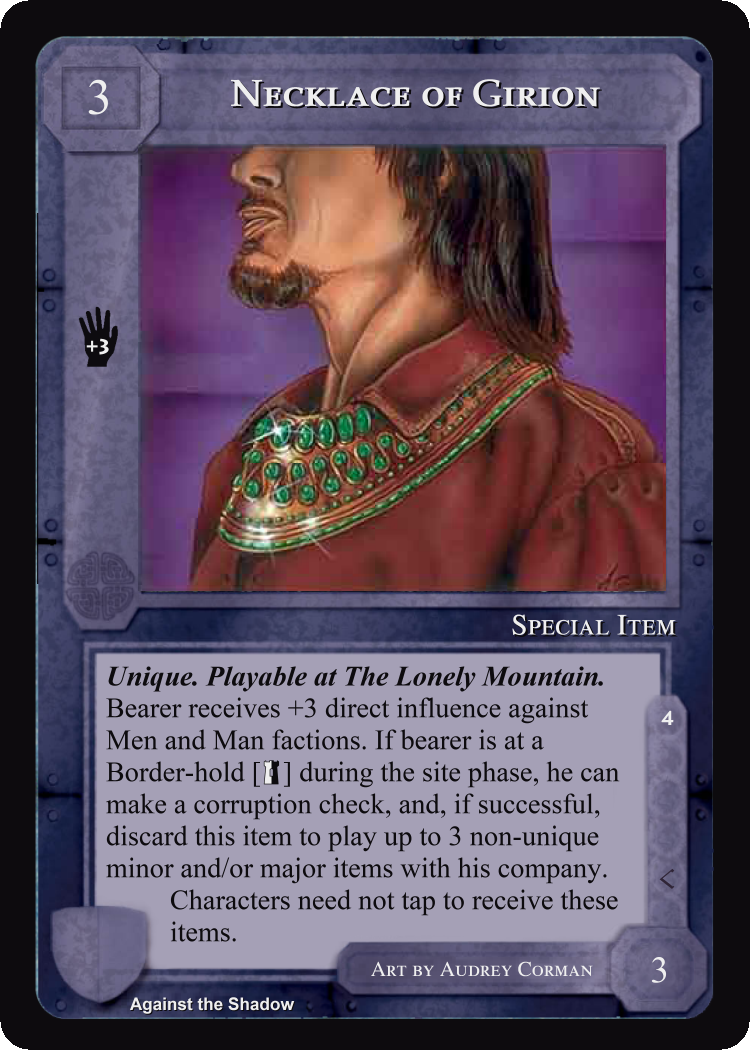 3
NECKLACE OF GIRION
+3
SPECIAL ITEM
Unique. Playable at The Lonely Mountain.
Bearer receives +3 direct influence against
Men and Man factions. If bearer is at a
Border-hold [ ] during the site phase, he can
make a corruption check, and, if successful,
discard this item to play up to 3 non-unique
minor and/or major items with his company.
Characters need not tap to receive these
items.
4
<
ART BY AUDREY CORMAN
3
Against the Shadow